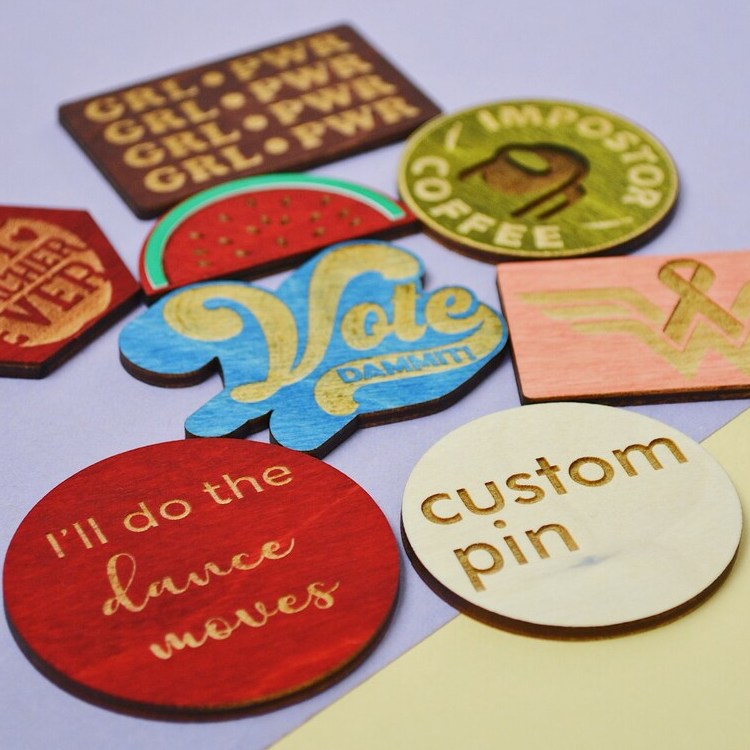 GRL • PWR
GRL • PWR
GRL • PWR
GRL • PWR
IMPOSTOR
COFFEE
EVER
Vote
DAMMIT!
custom
pin
I'll do the
dance
moves